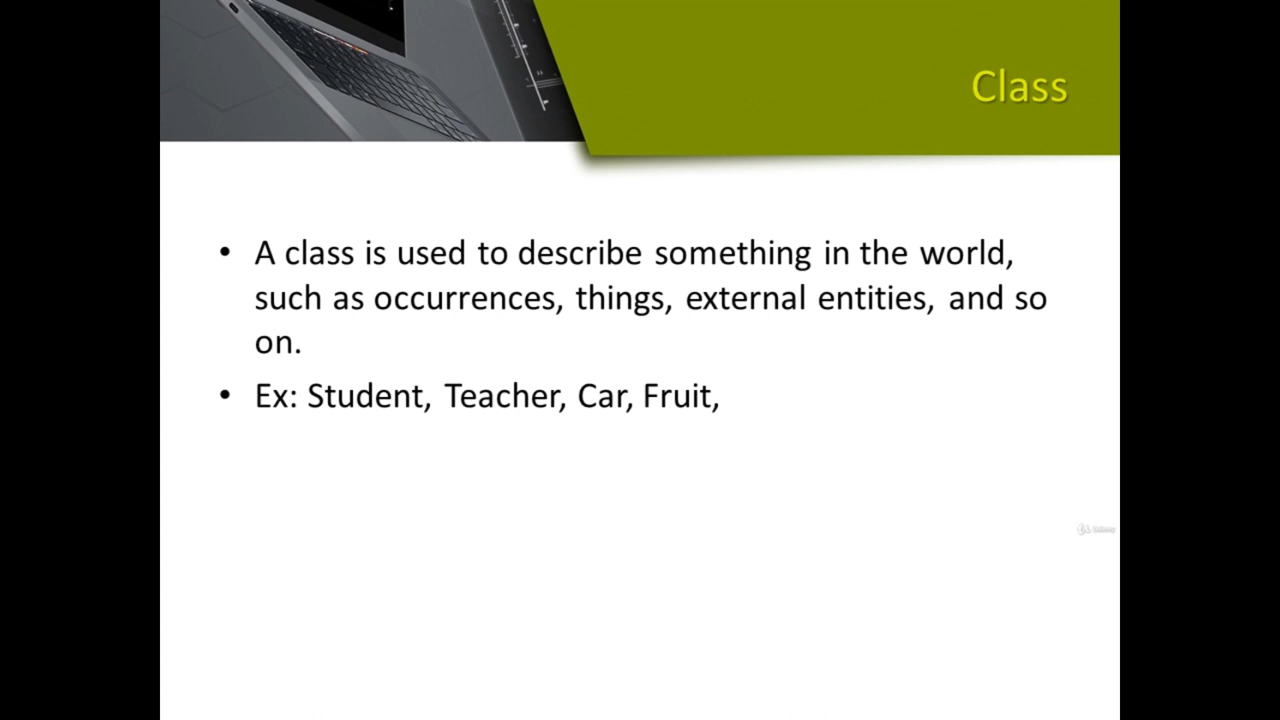 Class
• A class is used to describe something in the world,
such as occurrences, things, external entities, and so
on.
• Ex: Student, Teacher, Car, Fruit,
Udemy